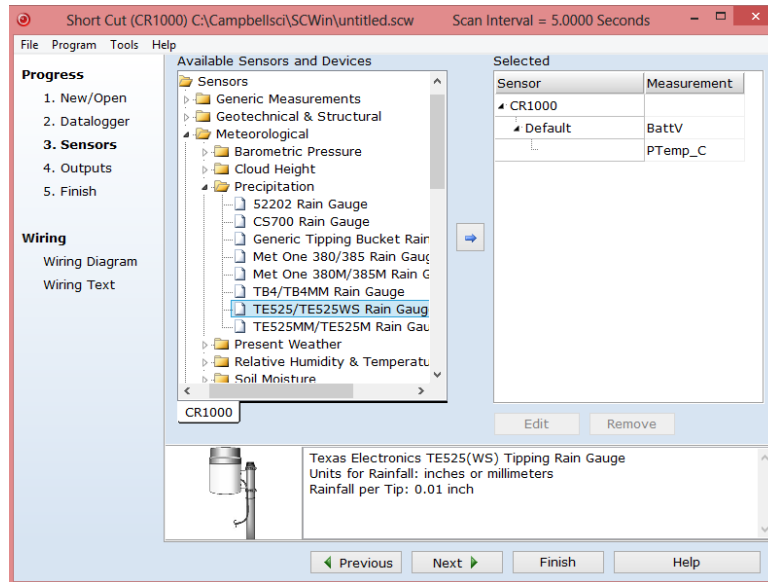 Short Cut (CR1000) C:\Campbellsci\SCWin\untitled.scw Scan Interval = 5.0000 Seconds
File Program Tools Help
Progress
1. New/Open
2. Datalogger
3. Sensors
4. Outputs
5. Finish
Wiring
Wiring Diagram
Wiring Text
Available Sensors and Devices
Sensors
Generic Measurements
Geotechnical & Structural
Meteorological
Barometric Pressure
Cloud Height
Precipitation
52202 Rain Gauge
CS700 Rain Gauge
Generic Tipping Bucket Rain
Met One 380/385 Rain Gaug
Met One 380M/385M Rain G
TB4/TB4MM Rain Gauge
TE525/TE525WS Rain Gaug
TE525MM/TE525M Rain Gau
Present Weather
Relative Humidity & Temperatu
Soil Moisture
CR1000
Selected
Sensor Measurement
CR1000
Default BattV
PTemp_C
Edit Remove
Texas Electronics TE525(WS) Tipping Rain Gauge
Units for Rainfall: inches or millimeters
Rainfall per Tip: 0.01 inch
Previous Next Finish Help